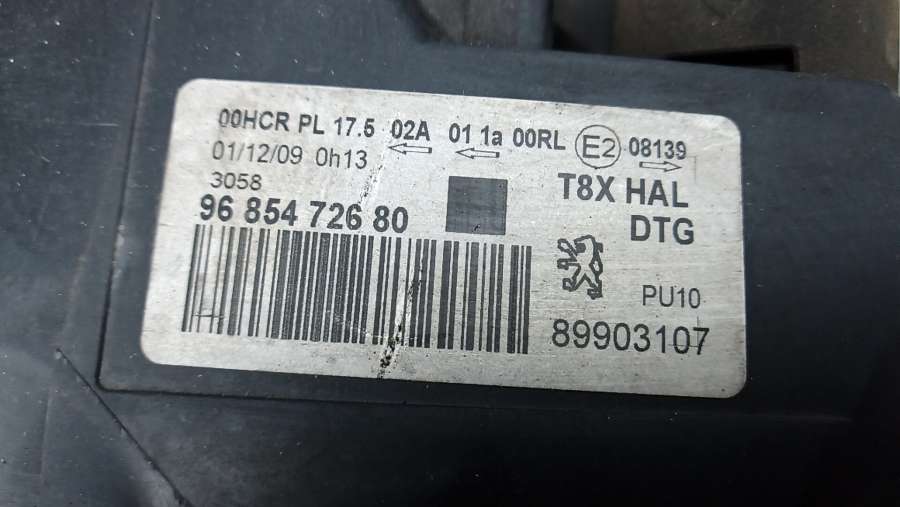 00HCR PL 17.5 02A 01 1a 00RL E2 08139
01/12/09 0h13
3058
T8X HAL
96 854 726 80
DTG
PU10
89903107